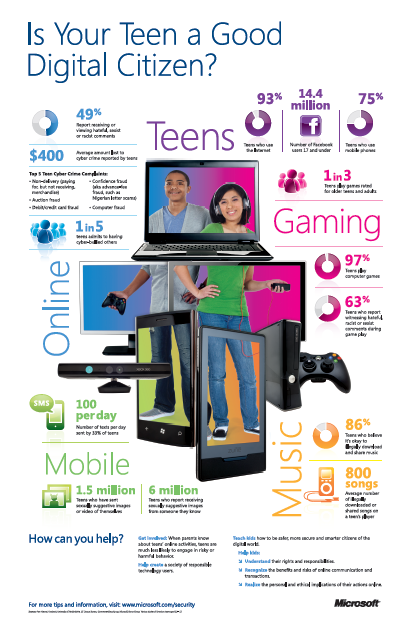 Is Your Teen a Good
Digital Citizen?
49%
Report receiving or
viewing hateful, sexist
or racist comments
$400
Average amount lost to
cyber crime reported by teens
Top 5 Teen Cyber Crime Complaints:
• Non-delivery (paying
for, but not receiving,
merchandise)
• Auction fraud
• Debit/credit card fraud
• Confidence fraud
(aka advance fee
fraud, such as
Nigerian letter scams)
• Computer fraud
1 in 5
teens admits to having
cyber-bullied others
Online
Teens
93%
Teens who use
the Internet
14.4
million
f
Number of Facebook
users 17 and under
75%
Teens who use
mobile phones
1 in 3
Teens play games rated
for older teens and adults
Gaming
97%
Teens play
computer games
63%
Teens who report
witnessing hateful,
racist or sexist
comments during
game play
SMS
100
per day
Number of texts per day
sent by 33% of teens
Mobile
1.5 million
Teens who have sent
sexually suggestive images
or video of themselves
6 million
Teens who report receiving
sexually suggestive images
from someone they know
Music
86%
Teens who believe
it's okay to
illegally download
and share music
800
songs
Average number
of illegally
downloaded or
shared songs on
a teen's player
How can you help?
Get involved: When parents know
about teens' online activities, teens are
much less likely to engage in risky or
harmful behavior.
Help create a society of responsible
technology users.
Teach kids how to be safer, more secure and smarter citizens of the
digital world.
Help kids:
Understand their rights and responsibilities.
Recognize the benefits and risks of online communication and
transactions.
Realize the personal and ethical implications of their actions online.
For more tips and information, visit: www.microsoft.com/security
Microsoft